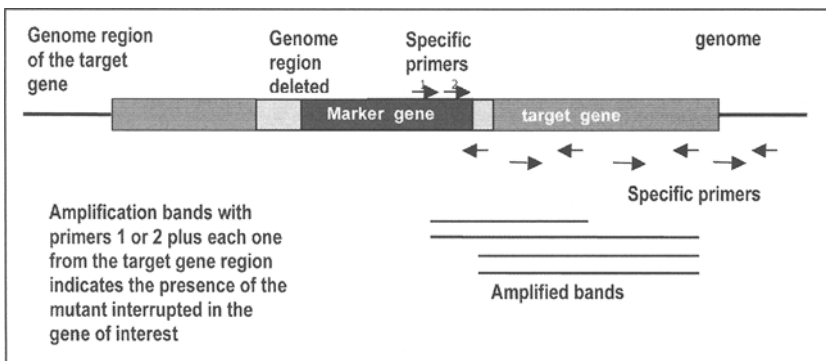 Genome region
of the target
gene
Genome
region
deleted
Specific
primers
genome
1 2
Marker gene
target gene
Specific primers
Amplification bands with
primers 1 or 2 plus each one
from the target gene region
indicates the presence of the
mutant interrupted in the
gene of interest
Amplified bands